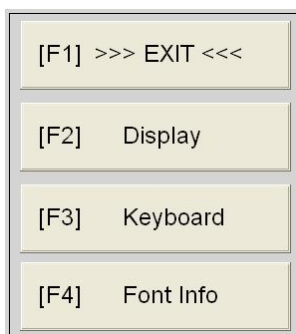 [F1] >>> EXIT <<<
[F2] Display
[F3] Keyboard
[F4] Font Info